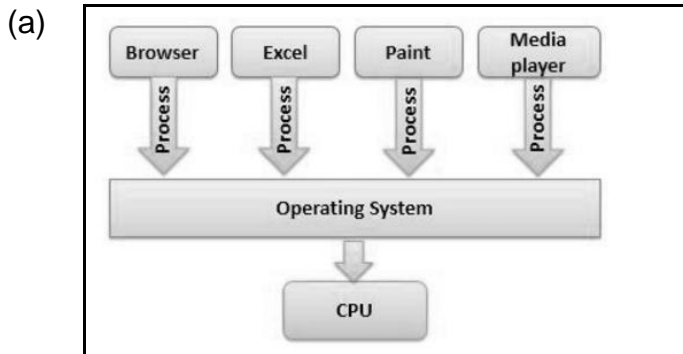 (a)
Browser
Excel
Paint
Media
player
Process
Process
Process
Process
Operating System
CPU